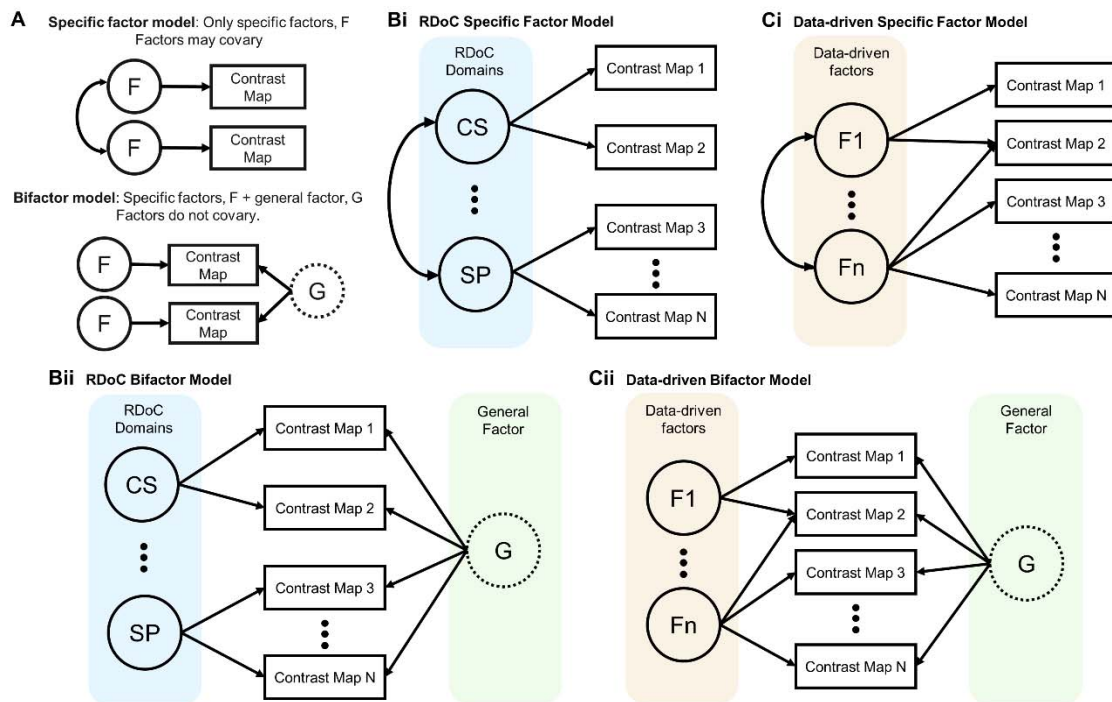 A
Specific factor model: Only specific factors, F
Factors may covary
F
Contrast
Map
F
Contrast
Map
Bifactor model: Specific factors, F + general factor, G
Factors do not covary.
F
Contrast
Map
F
Contrast
Map
G
Bi RDoC Specific Factor Model
RDoC
Domains
CS
SP
Contrast Map 1
Contrast Map 2
Contrast Map 3
Contrast Map N
Ci Data-driven Specific Factor Model
Data-driven
factors
F1
Fn
Contrast Map 1
Contrast Map 2
Contrast Map 3
Contrast Map N
Bii RDoC Bifactor Model
RDoC
Domains
CS
SP
Contrast Map 1
Contrast Map 2
Contrast Map 3
Contrast Map N
General
Factor
G
Cii Data-driven Bifactor Model
Data-driven
factors
F1
Fn
Contrast Map 1
Contrast Map 2
Contrast Map 3
Contrast Map N
General
Factor
G